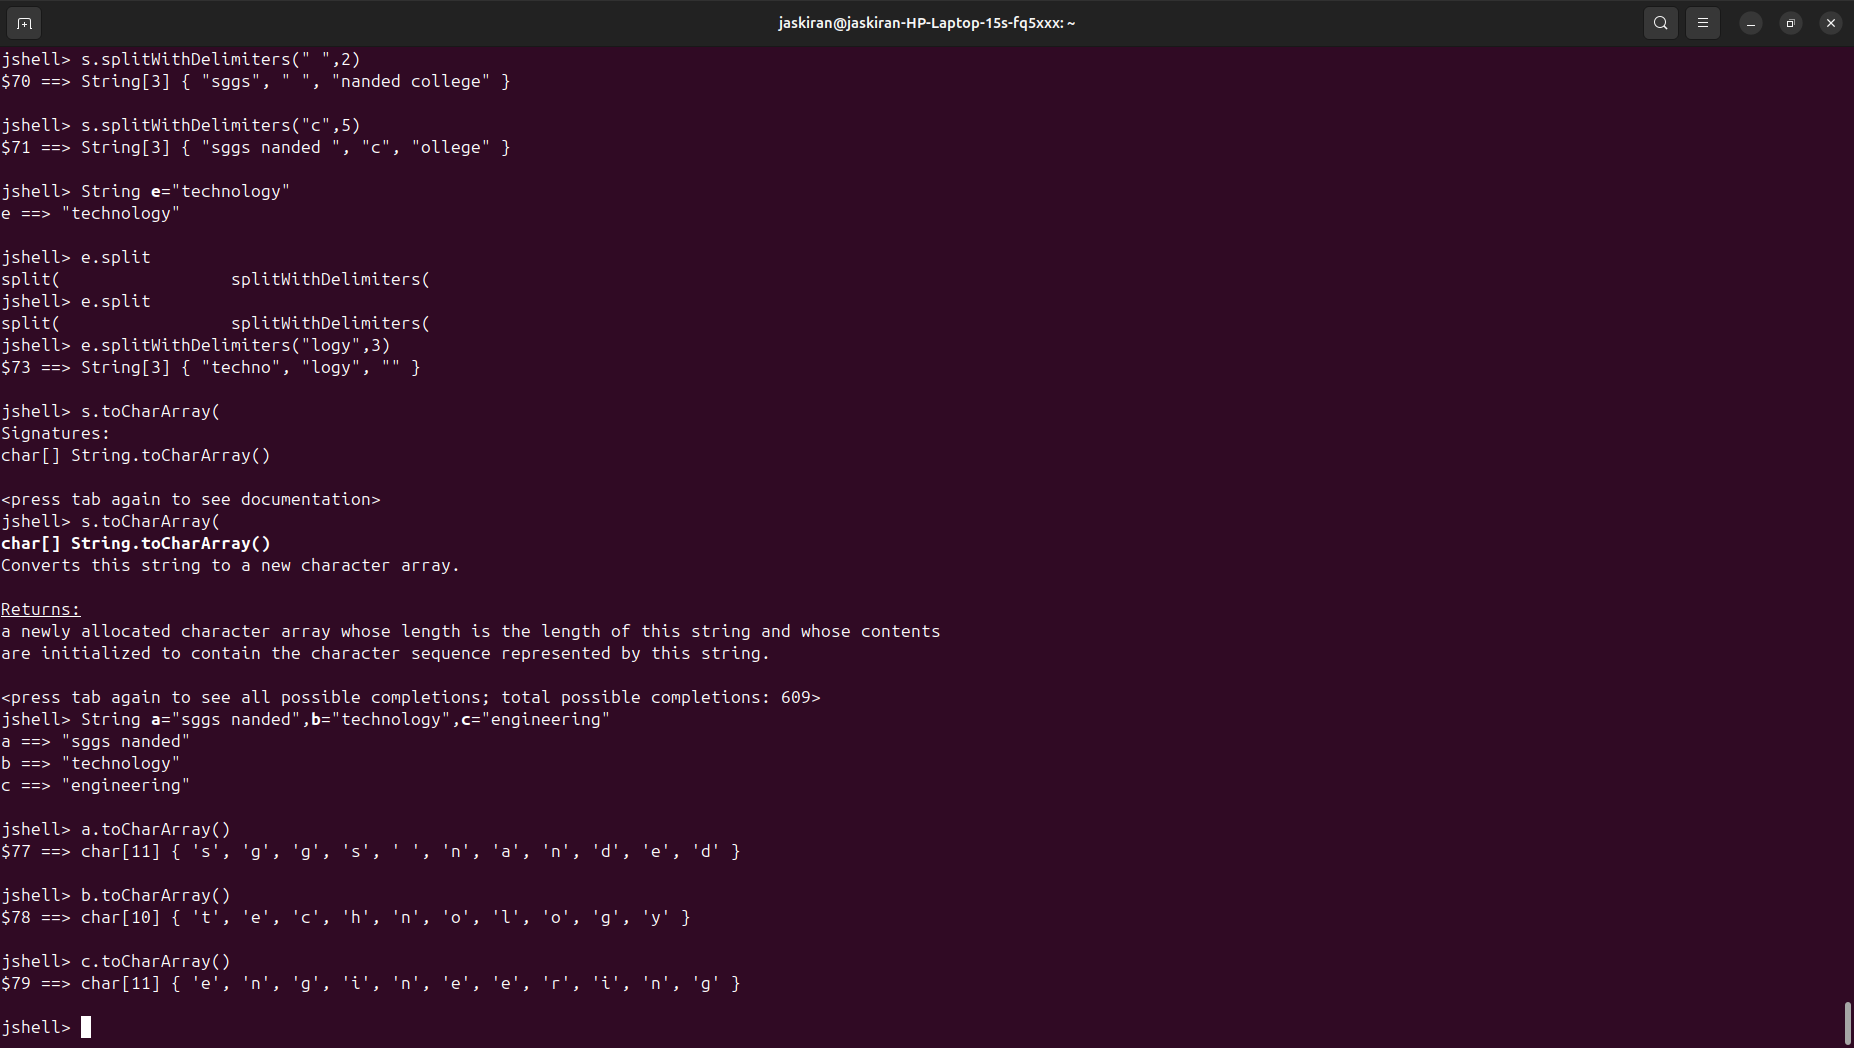 jaskiran@jaskiran-HP-Laptop-15s-fq5xxx: ~
jshell> s.splitWithDelimiters(" ",2)
$70 ==> String[3] { "sggs", " ", "nanded college" }
jshell> s.splitWithDelimiters("c",5)
$71 ==> String[3] { "sggs nanded ", "c", "ollege" }
jshell> String e="technology"
e ==> "technology"
jshell> e.split
split(                 splitWithDelimiters(
jshell> e.split
split(                 splitWithDelimiters(
jshell> e.splitWithDelimiters("logy",3)
$73 ==> String[3] { "techno", "logy", "" }
jshell> s.toCharArray(
Signatures:
char[] String.toCharArray()
<press tab again to see documentation>
jshell> s.toCharArray(
char[] String.toCharArray()
Converts this string to a new character array.
Returns:
a newly allocated character array whose length is the length of this string and whose contents
are initialized to contain the character sequence represented by this string.
<press tab again to see all possible completions; total possible completions: 609>
jshell> String a="sggs nanded",b="technology",c="engineering"
a ==> "sggs nanded"
b ==> "technology"
c ==> "engineering"
jshell> a.toCharArray()
$77 ==> char[11] { 's', 'g', 'g', 's', ' ', 'n', 'a', 'n', 'd', 'e', 'd' }
jshell> b.toCharArray()
$78 ==> char[10] { 't', 'e', 'c', 'h', 'n', 'o', 'l', 'o', 'g', 'y' }
jshell> c.toCharArray()
$79 ==> char[11] { 'e', 'n', 'g', 'i', 'n', 'e', 'e', 'r', 'i', 'n', 'g' }
jshell>